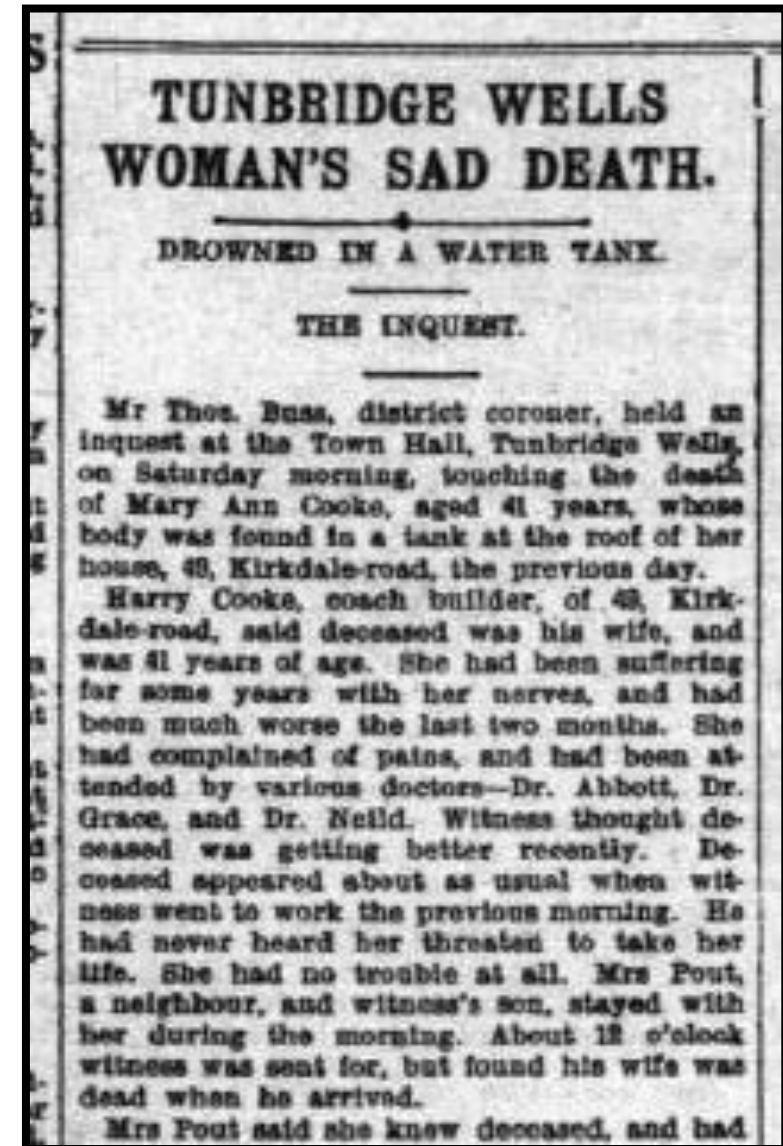 TUNBRIDGE WELLS
WOMAN'S SAD DEATH.
DROWNED IN A WATER TANK.
THE INQUEST.
Mr Thos. Buss, district coroner, held an
inquest at the Town Hall, Tunbridge Wells,
on Saturday morning, touching the death
of Mary Ann Cooke, aged 41 years, whose
body was found in a tank at the roof of her
house, Kirkdale-road, the previous day.
Harry Cooke, coach builder, of Kirk-
dale-road, said deceased was his wife, and
was 41 years of age. She had been suffering
for some years with her nerves, and had
been much worse the last two months. She
had complained of pains, and had been at-
tended by various doctors—Dr. Abbott, Dr.
Grace, and Dr. Neild. Witness thought de-
ceased was getting better recently. De-
ceased appeared about as usual when wit-
ness went to work the previous morning. He
had never heard her threaten to take her
life. She had no trouble at all. Mrs Pout,
a neighbour, and witness's son, stayed with
her during the morning. About 12 o'clock
witness was sent for, but found his wife was
dead when he arrived.
Mrs Pout said she knew deceased, and had